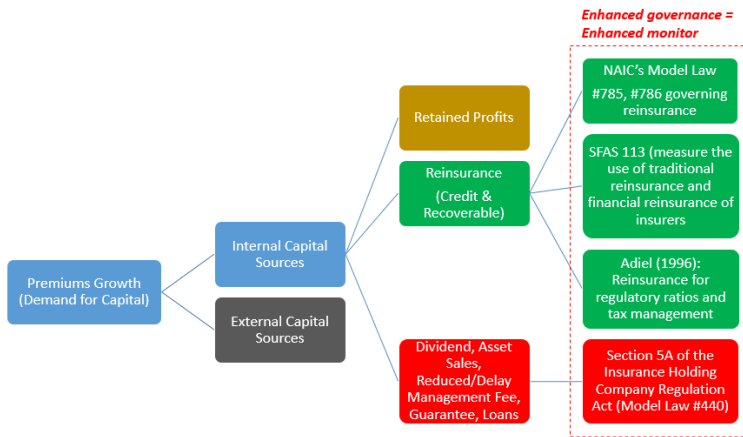 Enhanced governance =
Enhanced monitor
NAIC's Model Law
#785, #786 governing
reinsurance
Retained Profits
Reinsurance
(Credit &
Recoverable)
SFAS 113 (measure the
use of traditional
reinsurance and
financial reinsurance of
insurers
Internal Capital
Sources
Premiums Growth
(Demand for Capital)
Adiel (1996):
Reinsurance for
regulatory ratios and
tax management
External Capital
Sources
Dividend, Asset
Sales,
Reduced/Delay
Management Fee,
Guarantee, Loans
Section 5A of the
Insurance Holding
Company Regulation
Act (Model Law #440)